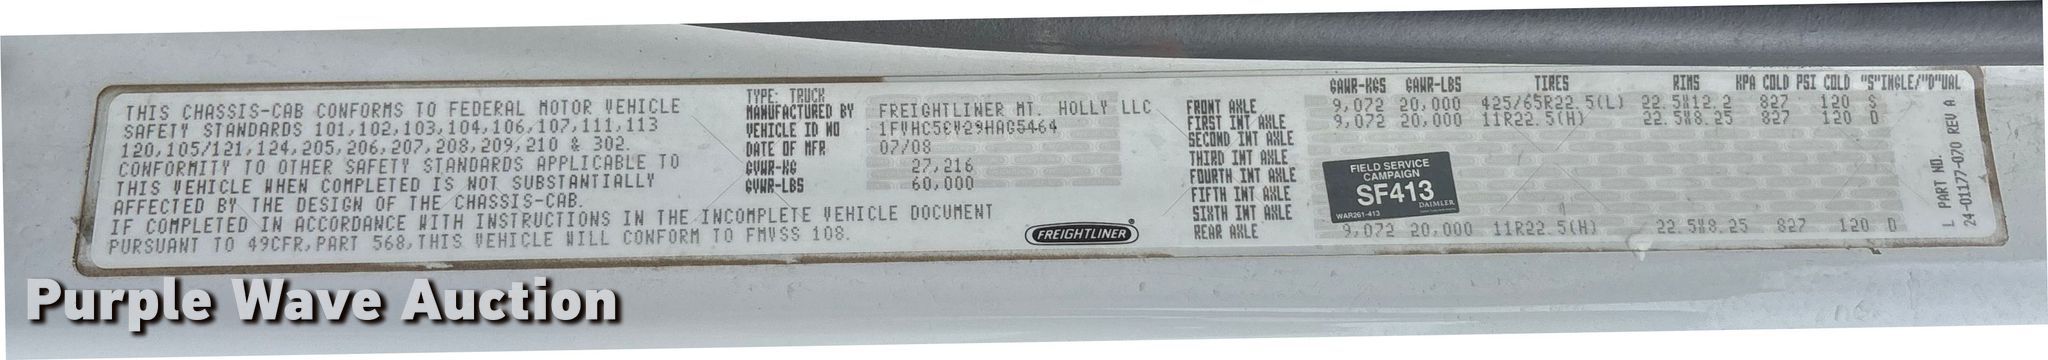 THIS CHASSIS-CAB CONFORMS TO FEDERAL MOTOR VEHICLE
SAFETY STANDARDS 101,102,103,104,106,107,111,113
120,105/121,124,205,206,207,208,209,210 & 302.
CONFORMITY TO OTHER SAFETY STANDARDS APPLICABLE TO
THIS VEHICLE WHEN COMPLETED IS NOT SUBSTANTIALLY
AFFECTED BY THE DESIGN OF THE CHASSIS-CAB.
IF COMPLETED IN ACCORDANCE WITH INSTRUCTIONS IN THE INCOMPLETE VEHICLE DOCUMENT
PURSUANT TO 49CFR,PART 568,THIS VEHICLE WILL CONFORM TO FMVSS 108.
TYPE: TRUCK
MANUFACTURED BY FREIGHTLINER MT. HOLLY LLC
VEHICLE ID NO 1FVHC5CV29HAG5464
DATE OF MFR 07/08
GVWR-KG 27,216
GVWR-LBS 60,000
FREIGHTLINER®
GAWR-KGS GAWR-LBS TIRES RIMS KPA COLD PSI COLD "S"INGLE/"D"UAL
FRONT AXLE 9,072 20,000 425/65R22.5(L) 22.5X12.2 827 120 S
FIRST INT AXLE 9,072 20,000 11R22.5(H) 22.5X8.25 827 120 D
SECOND INT AXLE
THIRD INT AXLE
FOURTH INT AXLE
FIFTH INT AXLE
SIXTH INT AXLE
REAR AXLE 9,072 20,000 11R22.5(H) 22.5X8.25 827 120 D
FIELD SERVICE
CAMPAIGN
SF413
DAIMLER
WAR261-413
L PART NO.
24-01177-070 REV A
Purple Wave Auction